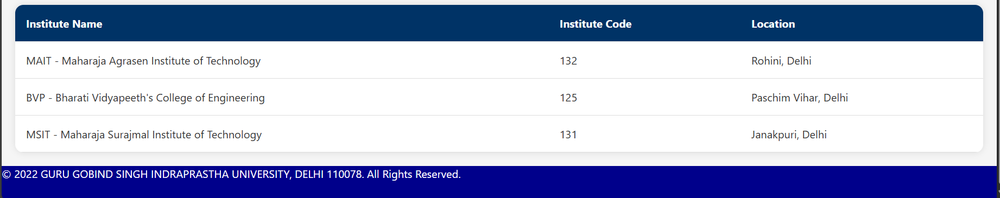 Institute Name Institute Code Location
MAIT - Maharaja Agrasen Institute of Technology 132 Rohini, Delhi
BVP - Bharati Vidyapeeth's College of Engineering 125 Paschim Vihar, Delhi
MSIT - Maharaja Surajmal Institute of Technology 131 Janakpuri, Delhi
© 2022 GURU GOBIND SINGH INDRAPRASTHA UNIVERSITY, DELHI 110078. All Rights Reserved.